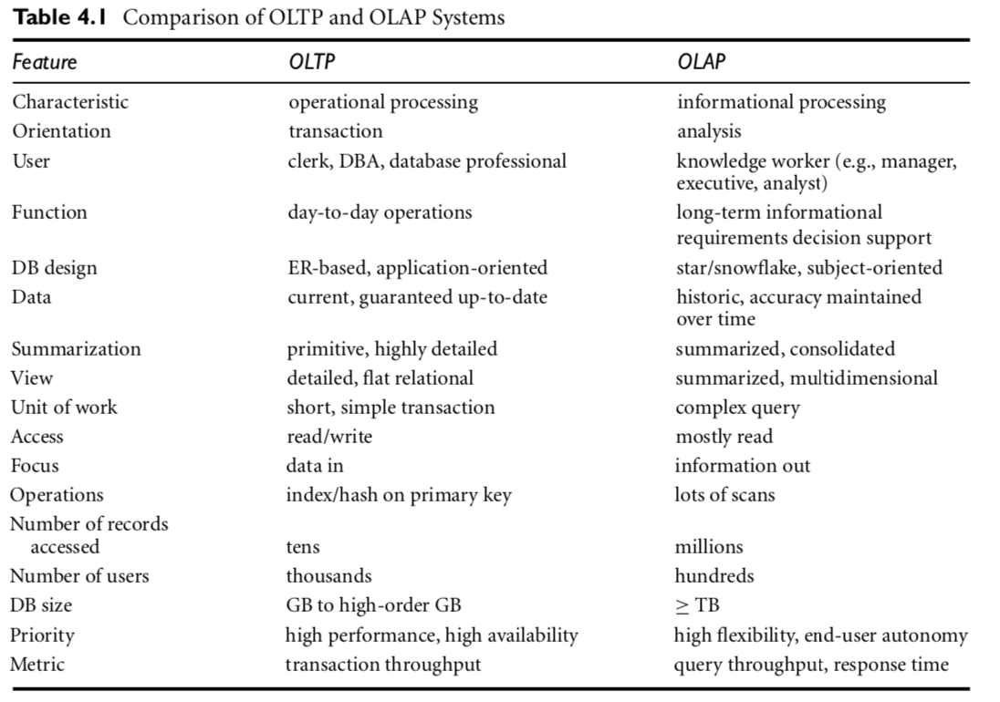 Table 4.1 Comparison of OLTP and OLAP Systems
Feature OLTP OLAP
Characteristic operational processing informational processing
Orientation transaction analysis
User clerk, DBA, database professional knowledge worker (e.g., manager,
executive, analyst)
Function day-to-day operations long-term informational
requirements decision support
DB design ER-based, application-oriented star/snowflake, subject-oriented
Data current, guaranteed up-to-date historic, accuracy maintained
over time
Summarization primitive, highly detailed summarized, consolidated
View detailed, flat relational summarized, multidimensional
Unit of work short, simple transaction complex query
Access read/write mostly read
Focus data in information out
Operations index/hash on primary key lots of scans
Number of records
accessed tens millions
Number of users thousands hundreds
DB size GB to high-order GB ≥ TB
Priority high performance, high availability high flexibility, end-user autonomy
Metric transaction throughput query throughput, response time